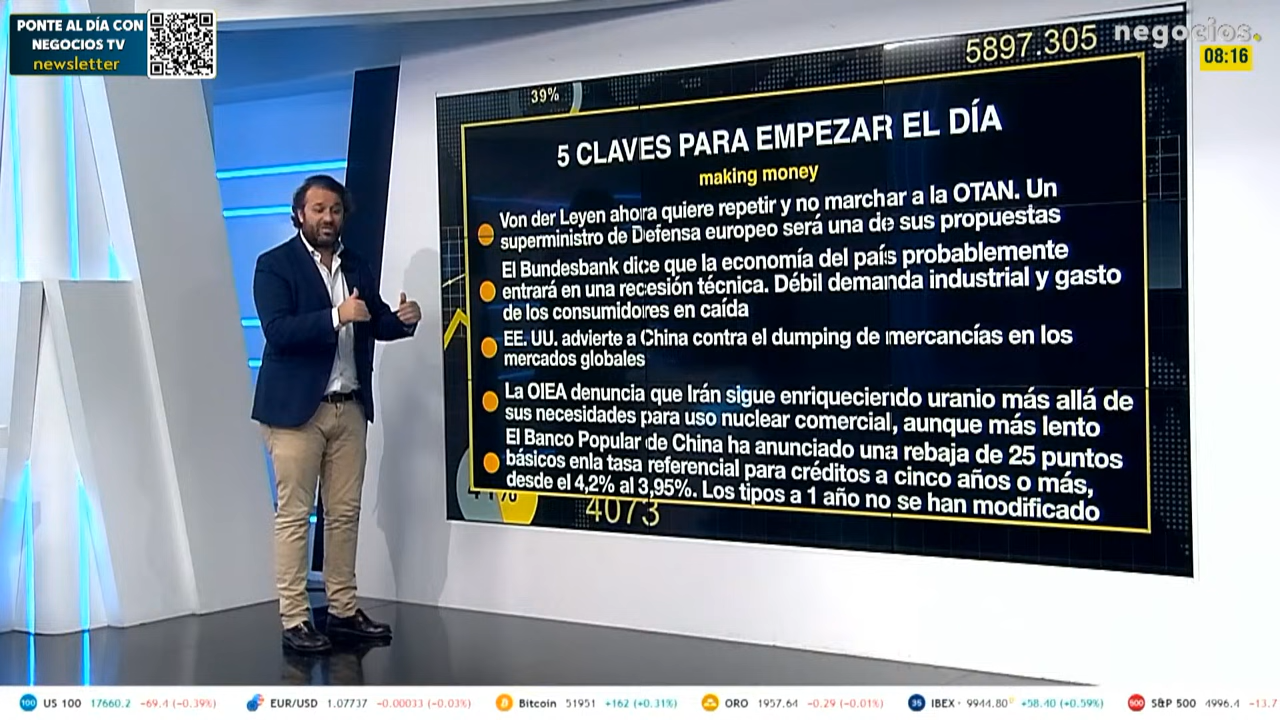 PONTE AL DÍA CON
NEGOCIOS TV
newsletter
negocios.
08:16
5897.305
39%
5 CLAVES PARA EMPEZAR EL DÍA
making money
Von der Leyen ahora quiere repetir y no marchar a la OTAN. Un
superministro de Defensa europeo será una de sus propuestas
El Bundesbank dice que la economía del país probablemente
entrará en una recesión técnica. Débil demanda industrial y gasto
de los consumidores en caída
EE. UU. advierte a China contra el dumping de mercancías en los
mercados globales
La OIEA denuncia que Irán sigue enriqueciendo uranio más allá de
sus necesidades para uso nuclear comercial, aunque más lento
El Banco Popular de China ha anunciado una rebaja de 25 puntos
básicos enla tasa referencial para créditos a cinco años o más,
desde el 4,2% al 3,95%. Los tipos a 1 año no se han modificado
4073
100 US 100 17660.2 -69.4 (-0.39%) EUR/USD 1.07737 -0.00033 (-0.03%) Bitcoin 51951 +162 (+0.31%) ORO 1957.64 -0.29 (-0.01%) 35 IBEX 9944.80 +58.40 (+0.59%) 500 S&P 500 4996.4 -13.7